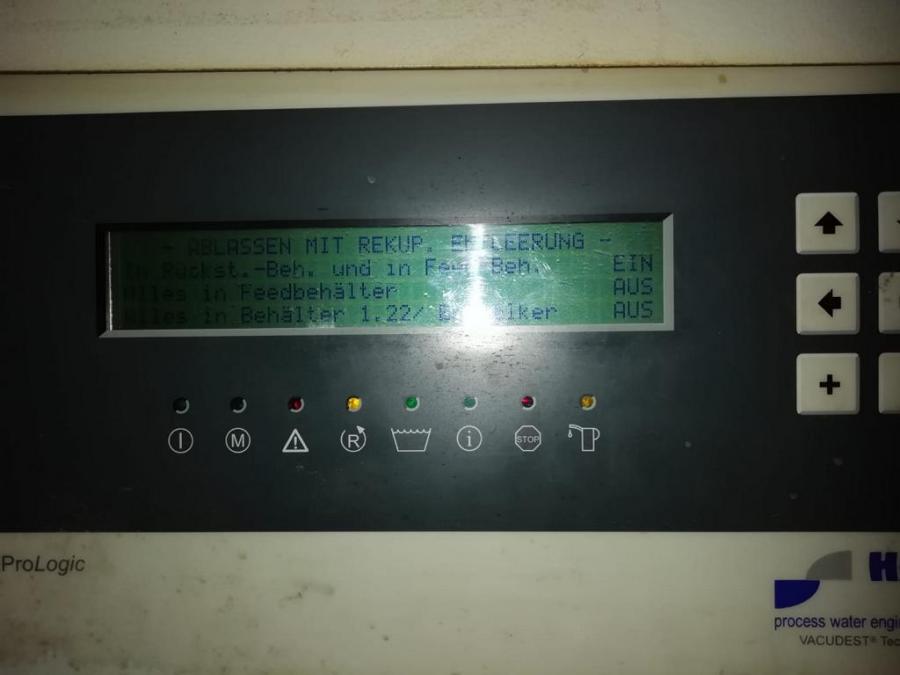 - ABLASSEN MIT REKUP. ENTLEERUNG -
In Rückst.-Beh. und in Feed-Beh. EIN
Alles in Feedbehälter AUS
Alles in Behälter 1.22/ AUS
I M R i STOP
+
ProLogic
H
process water engi
VACUDEST® Tec